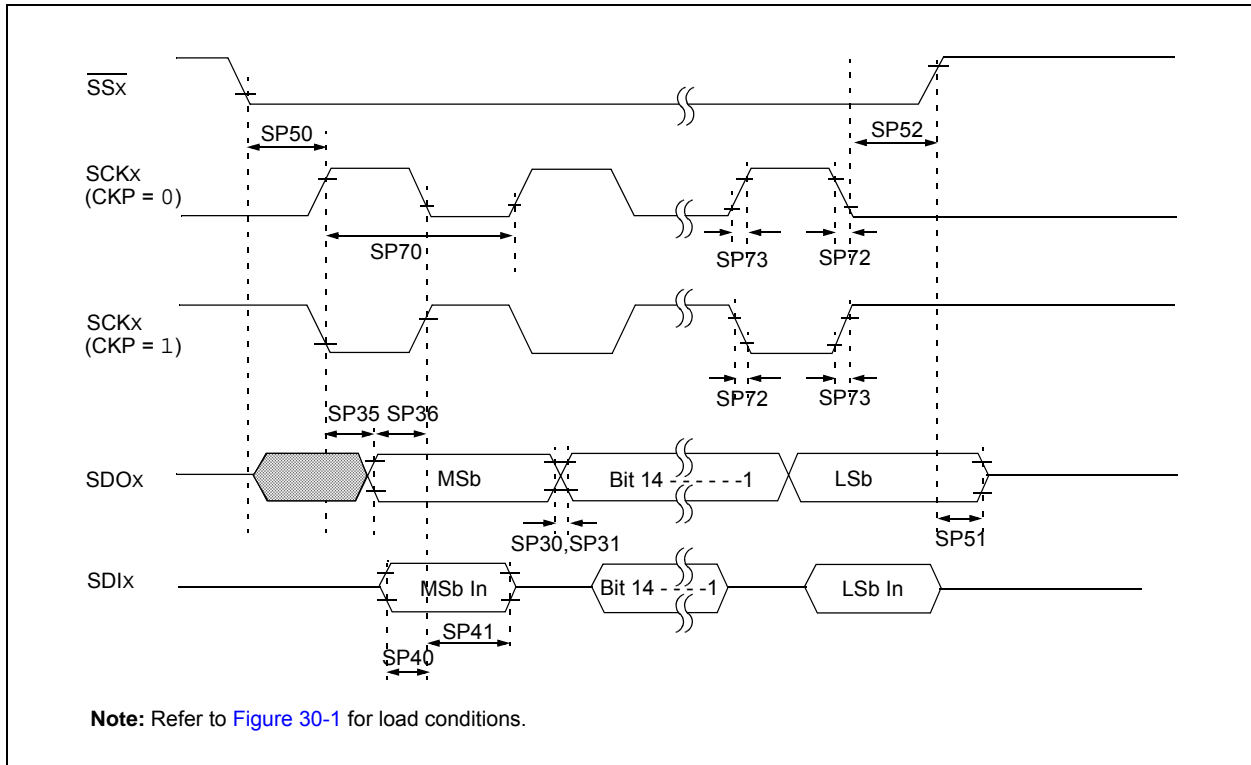 SSx
SP50
SP52
SCKx
(CKP = 0)
SP70
SP73
SP72
SCKx
(CKP = 1)
SP72
SP73
SP35
SP36
SDOx
MSb
Bit 14 - - - - - -1
LSb
SP30,SP31
SP51
SDIx
MSb In
Bit 14 - - - -1
LSb In
SP41
SP40
Note: Refer to Figure 30-1 for load conditions.